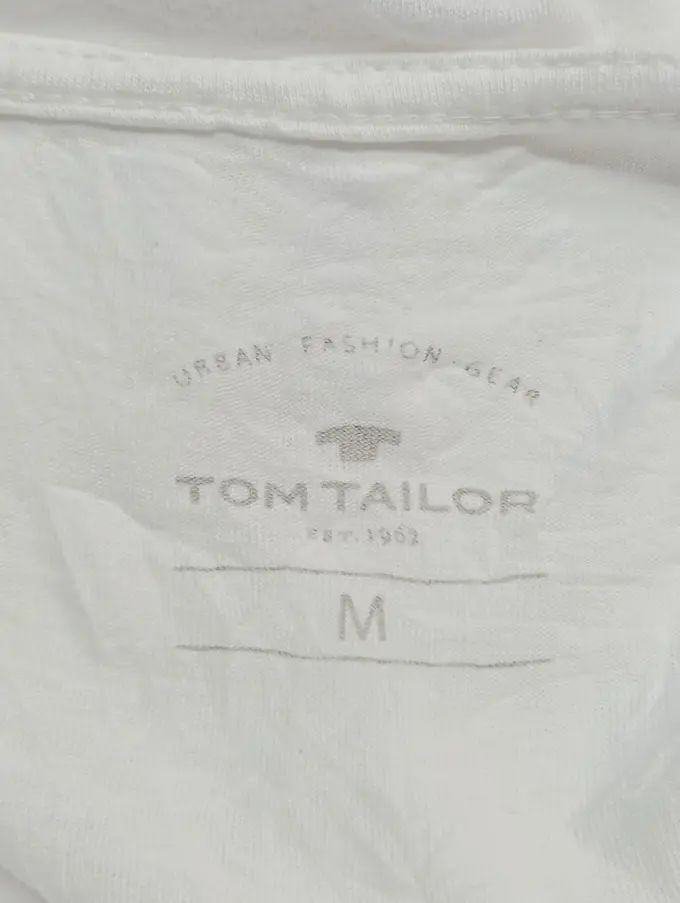 URBAN FASHION GEAR
TOM TAILOR
EST. 1962
M